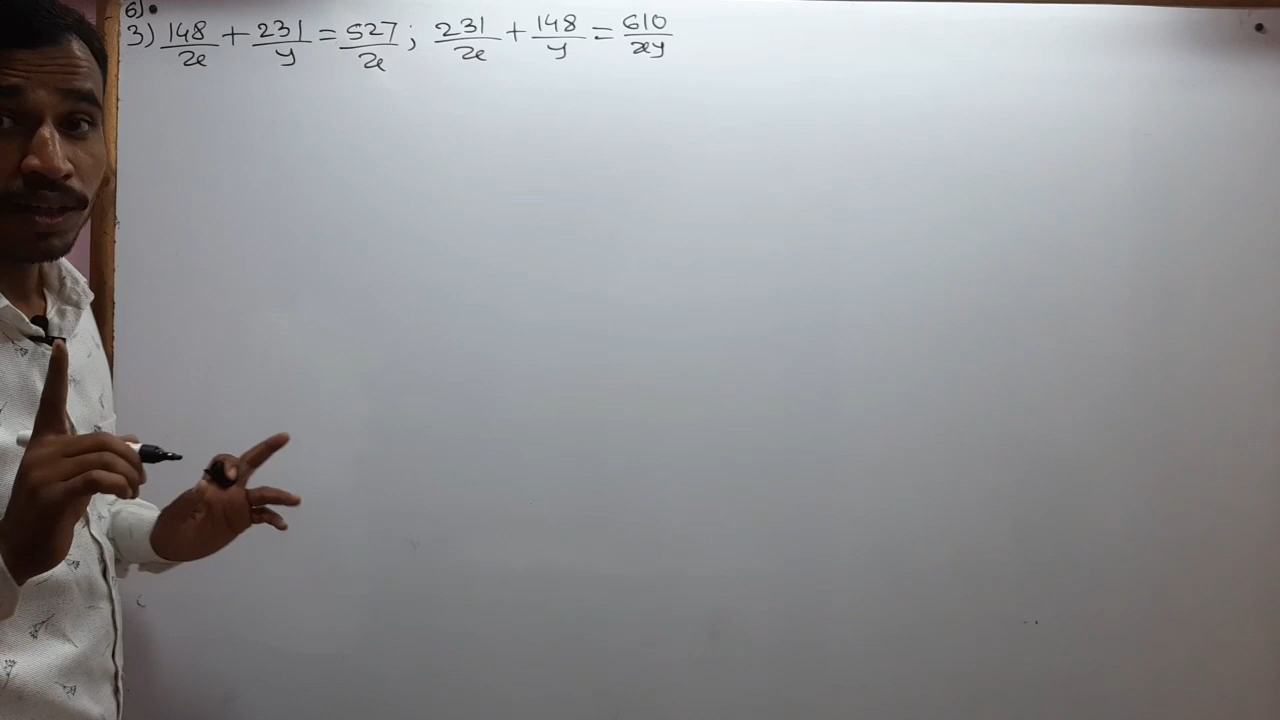 6)
3) 148/x + 231/y = 527/x ; 231/x + 148/y = 610/xy